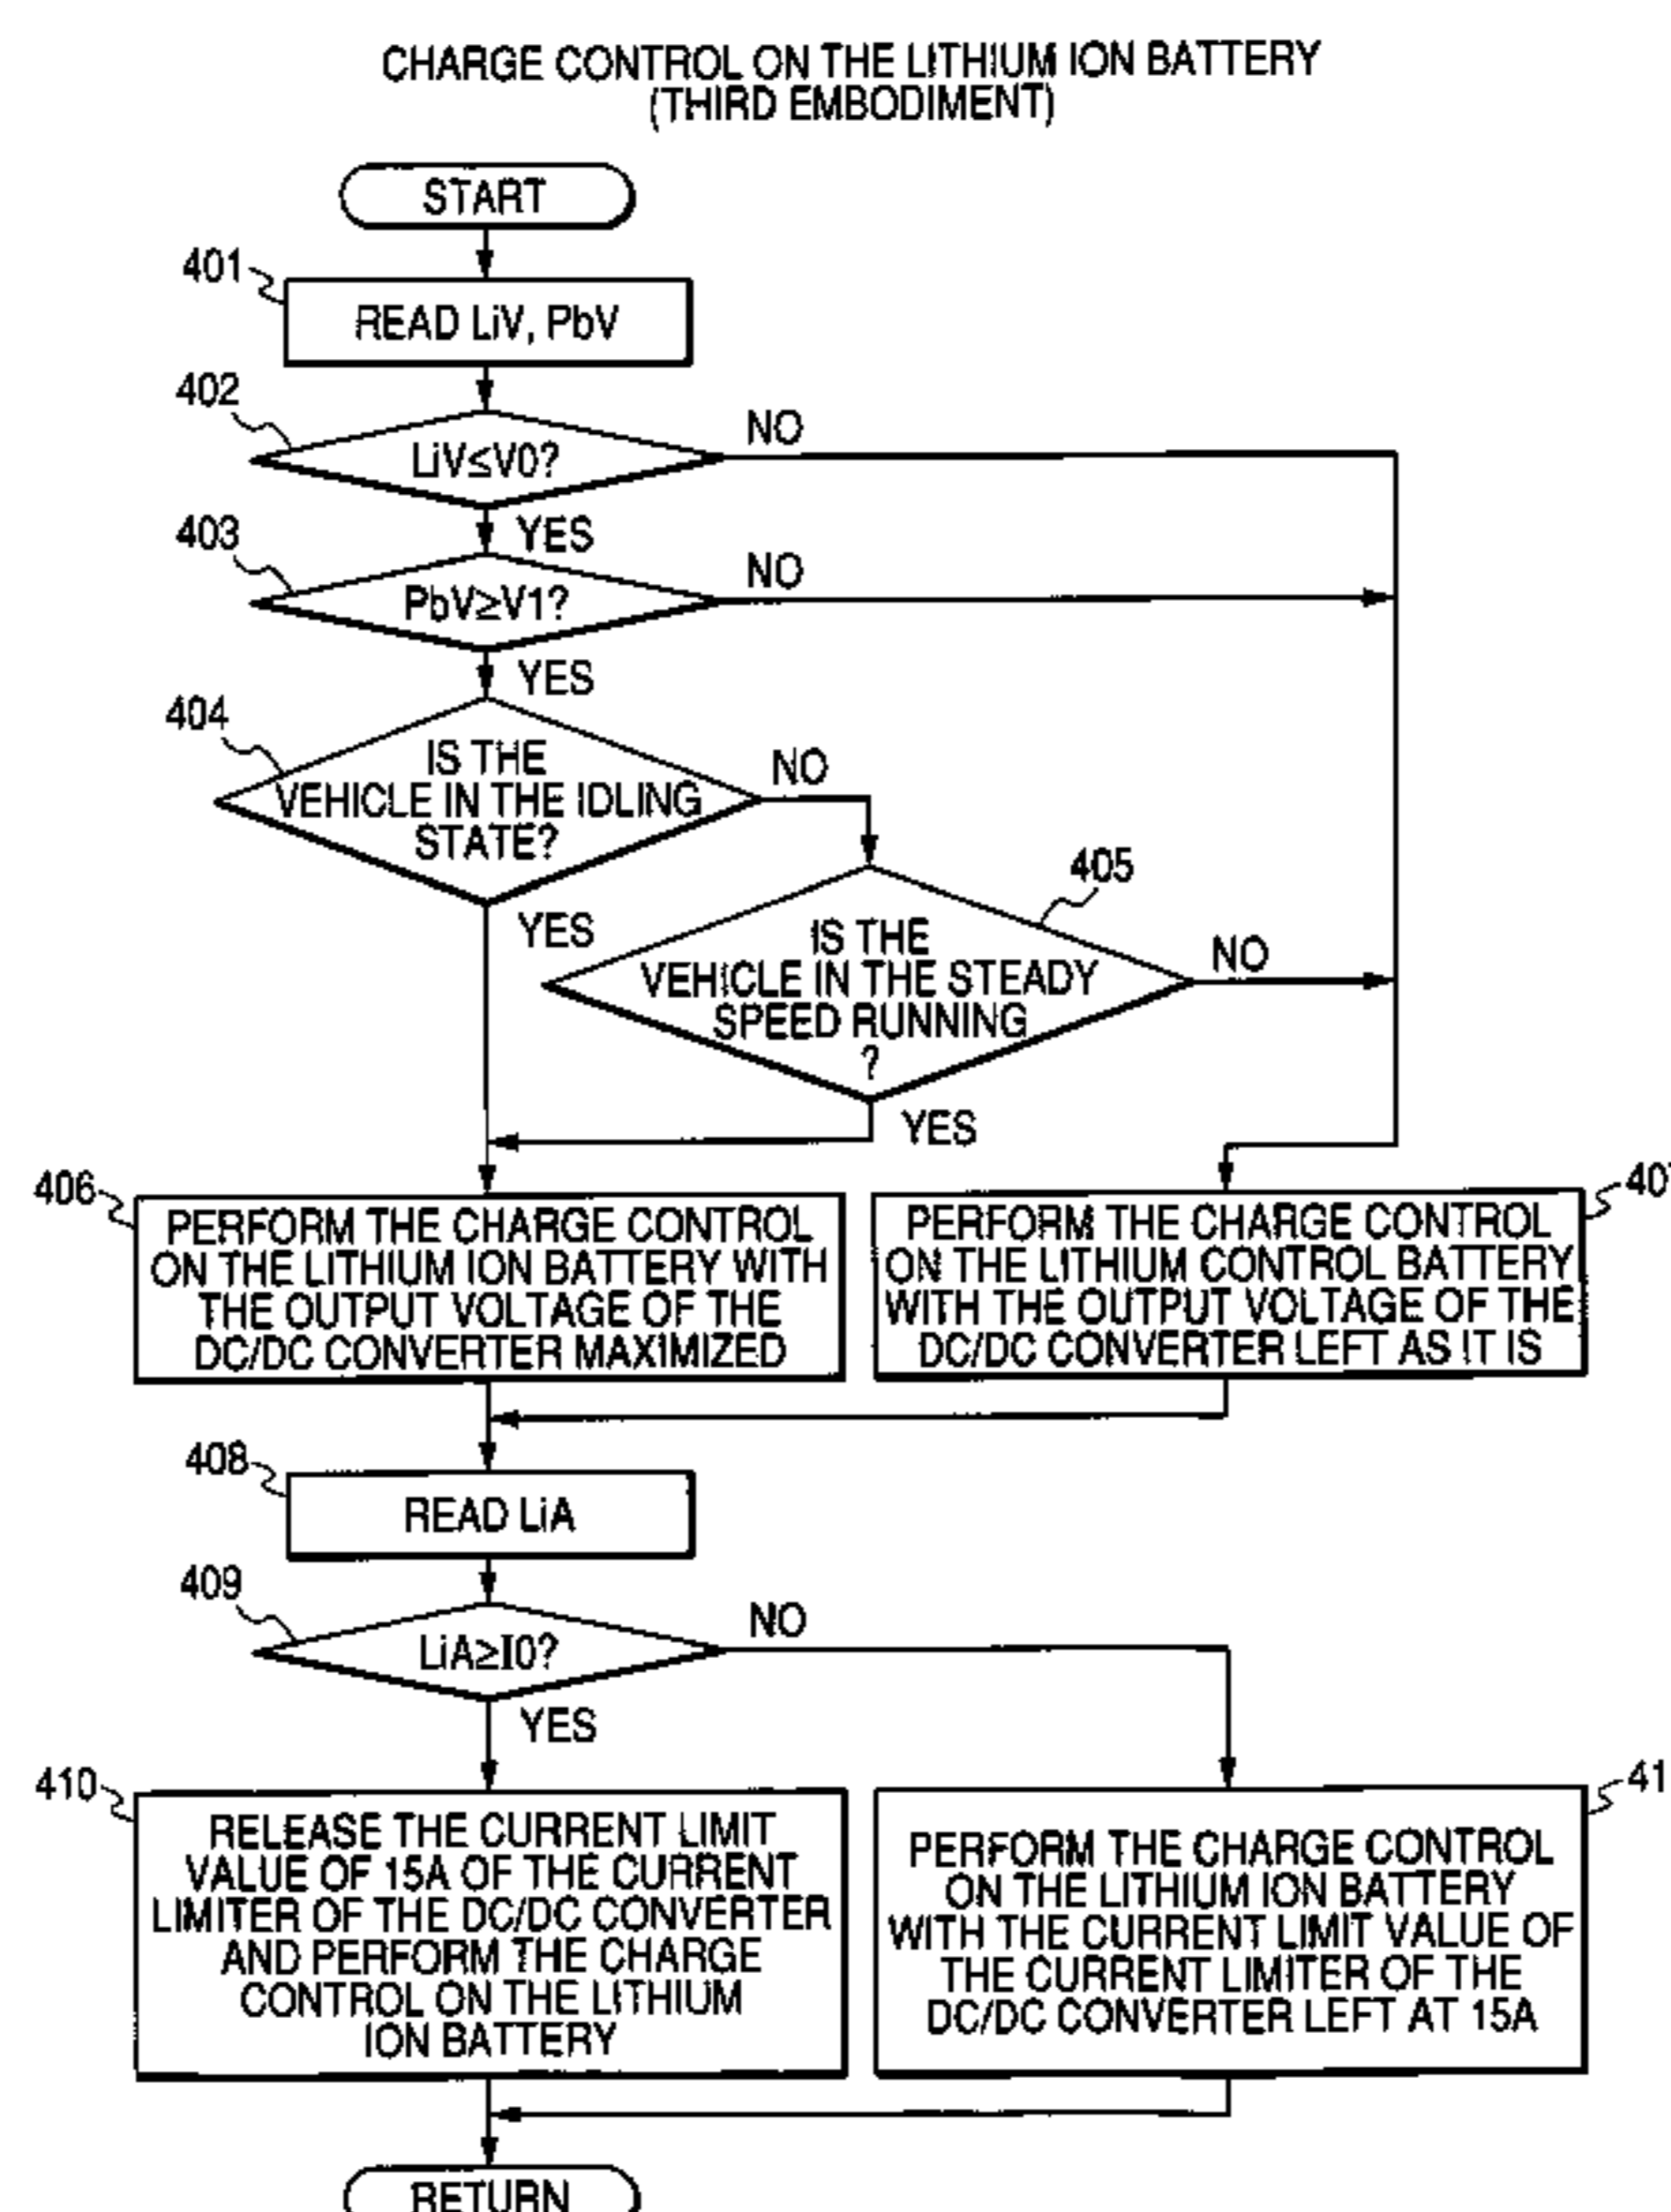 CHARGE CONTROL ON THE LITHIUM ION BATTERY
(THIRD EMBODIMENT)
START
401
READ LiV, PbV
402
LiV≤V0?
NO
YES
403
PbV≥V1?
NO
YES
404
IS THE
VEHICLE IN THE IDLING
STATE?
NO
YES
405
IS THE
VEHICLE IN THE STEADY
SPEED RUNNING
?
NO
YES
406
PERFORM THE CHARGE CONTROL
ON THE LITHIUM ION BATTERY WITH
THE OUTPUT VOLTAGE OF THE
DC/DC CONVERTER MAXIMIZED
PERFORM THE CHARGE CONTROL
ON THE LITHIUM CONTROL BATTERY
WITH THE OUTPUT VOLTAGE OF THE
DC/DC CONVERTER LEFT AS IT IS
408
READ LiA
409
LiA≥I0?
NO
YES
410
RELEASE THE CURRENT LIMIT
VALUE OF 15A OF THE CURRENT
LIMITER OF THE DC/DC CONVERTER
AND PERFORM THE CHARGE
CONTROL ON THE LITHIUM
ION BATTERY
PERFORM THE CHARGE CONTROL
ON THE LITHIUM ION BATTERY
WITH THE CURRENT LIMIT VALUE OF
THE CURRENT LIMITER OF THE
DC/DC CONVERTER LEFT AT 15A
RETURN